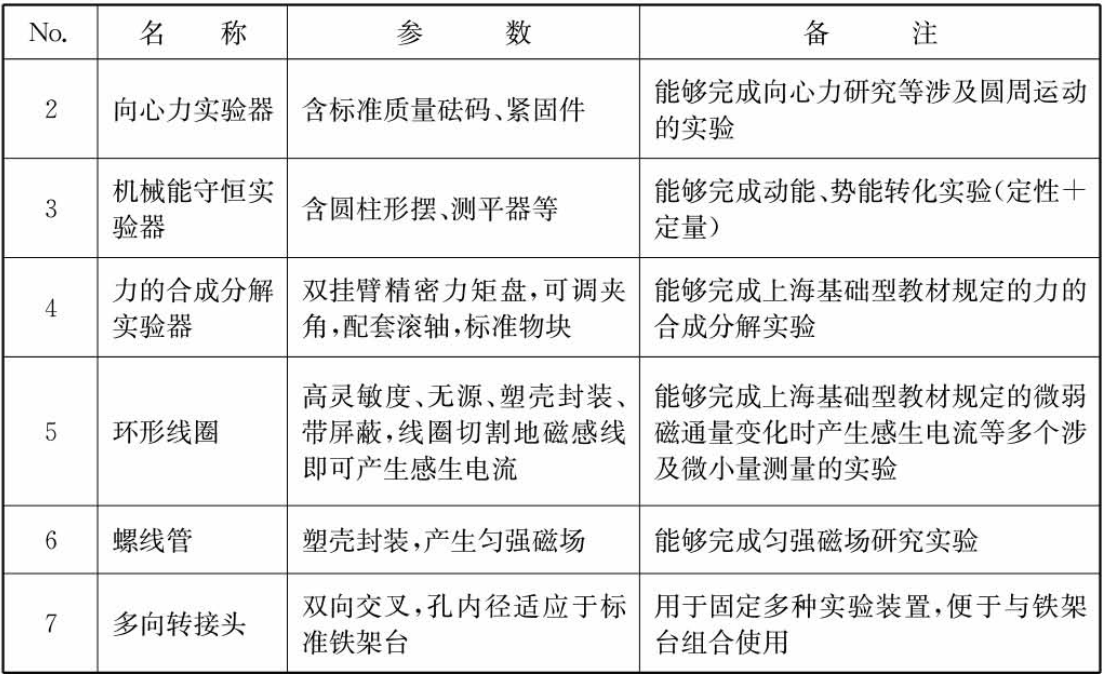 No. 名称 参数 备注
2 向心力实验器 含标准质量砝码、紧固件 能够完成向心力研究等涉及圆周运动
的实验
3 机械能守恒实
验器 含圆柱形摆、测平器等 能够完成动能、势能转化实验(定性+
定量)
4 力的合成分解
实验器 双挂臂精密力矩盘,可调夹
角,配套滚轴,标准物块 能够完成上海基础型教材规定的力的
合成分解实验
5 环形线圈 高灵敏度、无源、塑壳封装、
带屏蔽,线圈切割地磁感线
即可产生感生电流 能够完成上海基础型教材规定的微弱
磁通量变化时产生感生电流等多个涉
及微小量测量的实验
6 螺线管 塑壳封装,产生匀强磁场 能够完成匀强磁场研究实验
7 多向转接头 双向交叉,孔内径适应于标
准铁架台 用于固定多种实验装置,便于与铁架
台组合使用